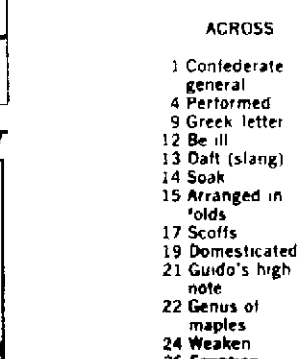 ACROSS
1 Confederate
general
4 Performed
9 Greek letter
12 Be ill
13 Daft (slang)
14 Soak
15 Arranged in
folds
17 Scoffs
19 Domesticated
21 Guido's high
note
22 Genus of
maples
24 Weaken